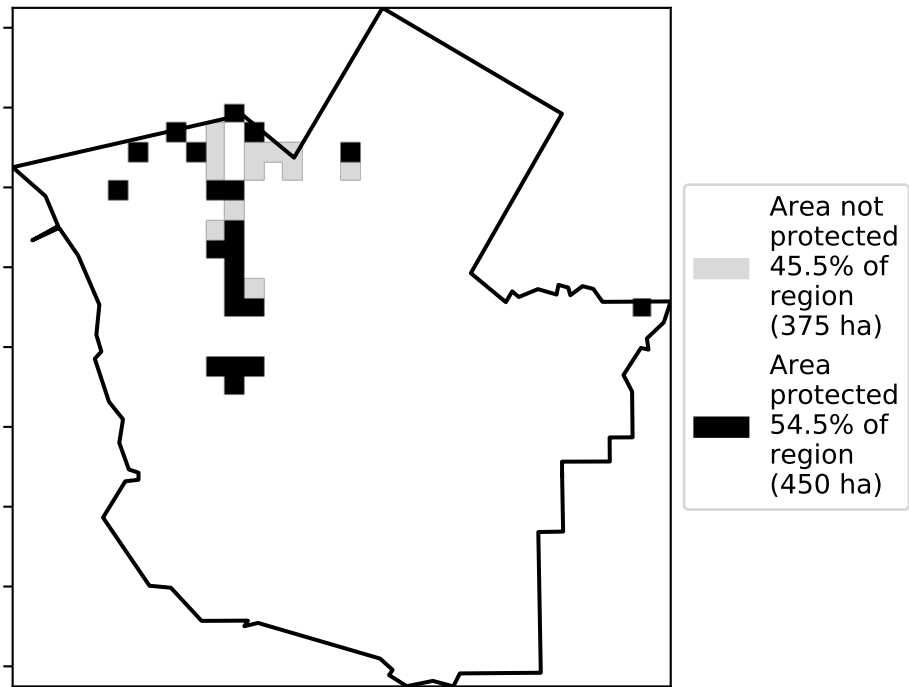 Area not
protected
45.5% of
region
(375 ha)
Area
protected
54.5% of
region
(450 ha)